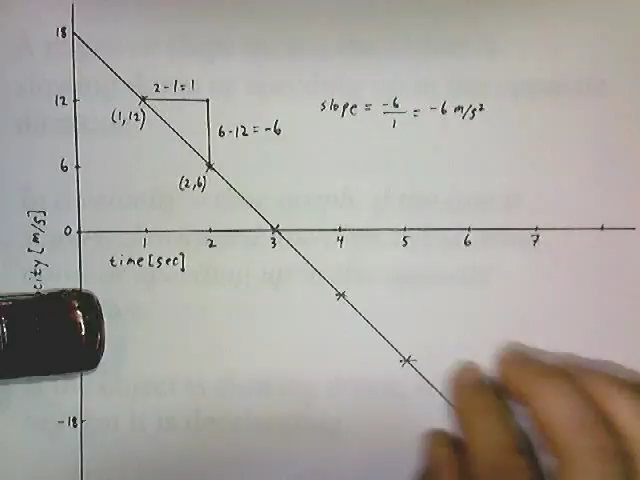 18
2-1=1
12
(1,12)
slope = -6/1 = -6 m/s²
6-12=-6
6
(2,6)
0
1 2 3 4 5 6 7
time [sec]
[m/s]
-18